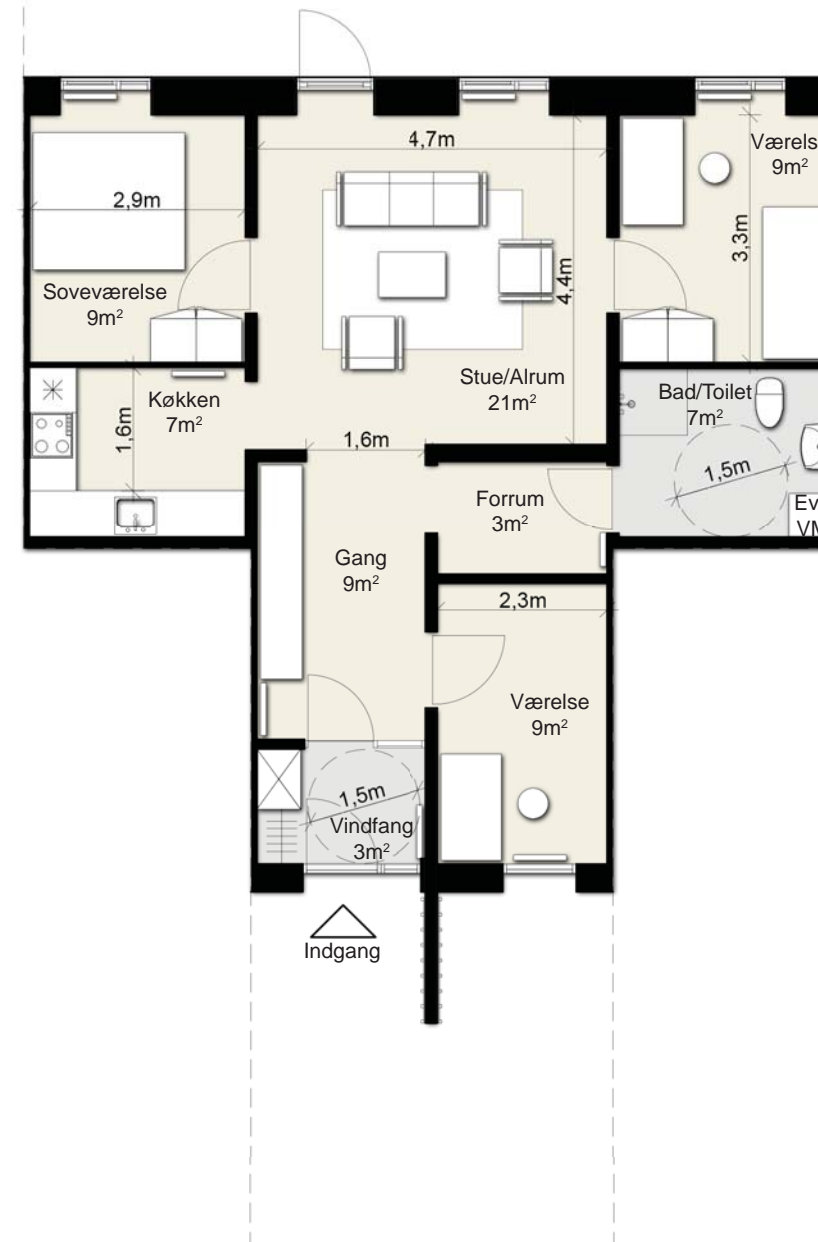 4,7m
Værels
9m²
2,9m
3,3m
4,4m
Soveværelse
9m²
Stue/Alrum
21m²
Køkken
7m²
1,6m
Bad/Toilet
7m²
1,6m
1,5m
Forrum
3m²
Ev
VM
Gang
9m²
2,3m
Værelse
9m²
1,5m
Vindfang
3m²
Indgang